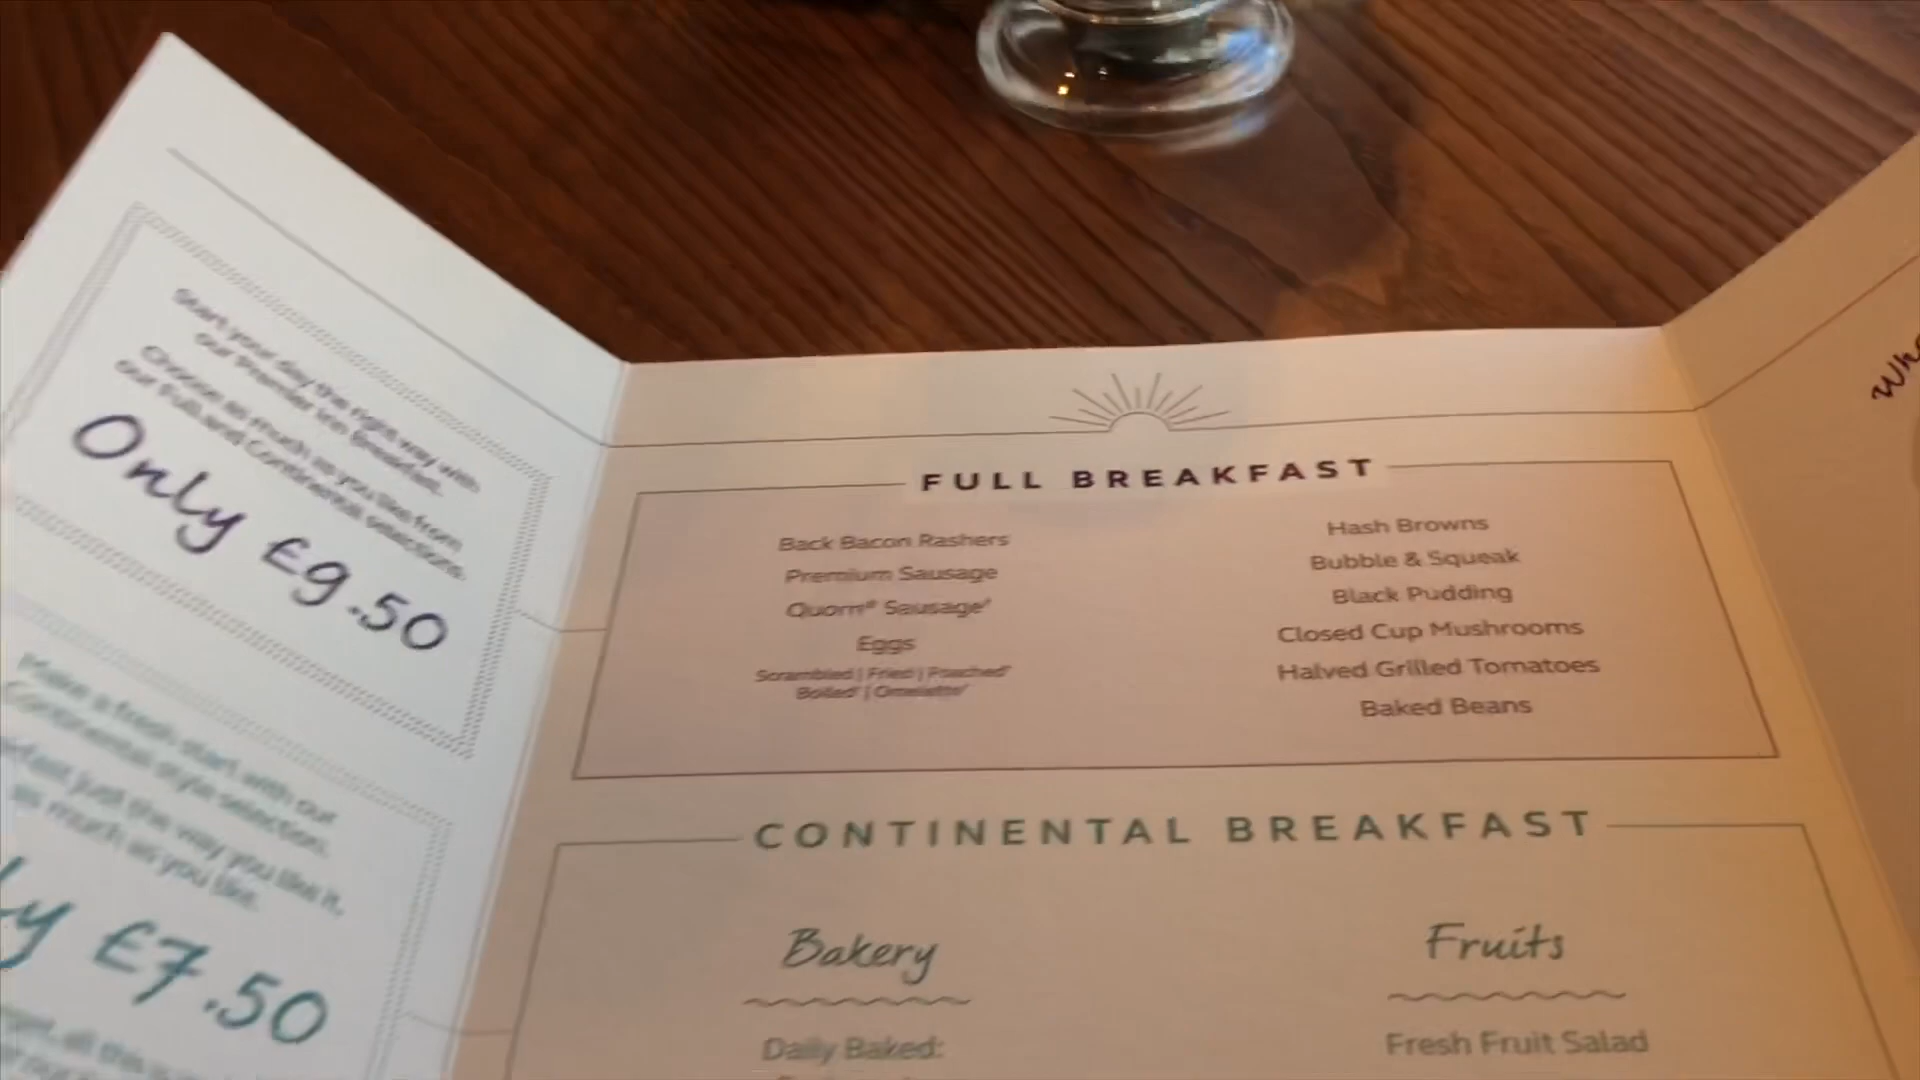 Start your day the right way with
our Premier Inn Breakfast.
Choose as much as you like from
our Full and Continental selections.
Only £9.50
Make a fresh start with our
Continental style selection.
just the way you like it,
as much as you like.
£7.50
FULL BREAKFAST
Back Bacon Rashers
Premium Sausage
Quorn® Sausage
Eggs
Scrambled | Fried | Poached
Boiled | Omelette
Hash Browns
Bubble & Squeak
Black Pudding
Closed Cup Mushrooms
Halved Grilled Tomatoes
Baked Beans
CONTINENTAL BREAKFAST
Bakery
Daily Baked:
Fruits
Fresh Fruit Salad